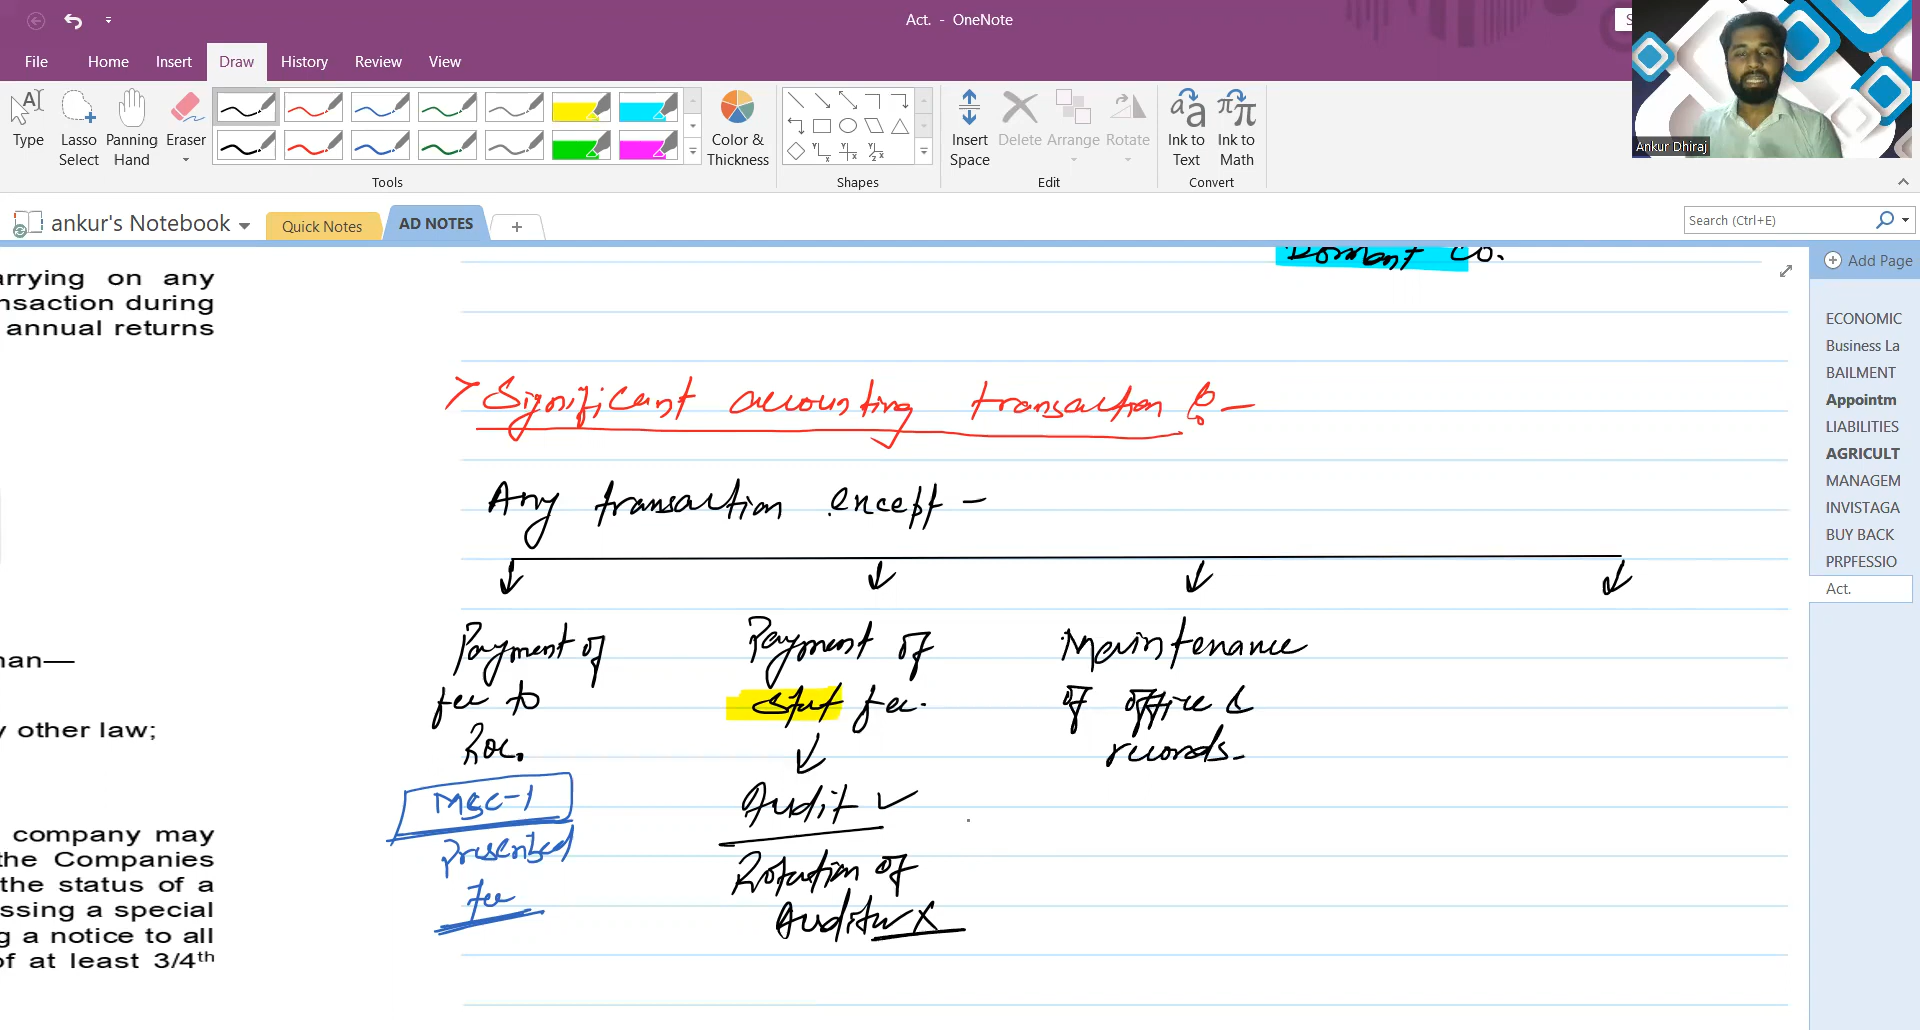 Act. - OneNote
S
File Home Insert Draw History Review View
Type
Lasso Select
Panning Hand
Eraser
Color & Thickness
Insert Space
Delete
Arrange
Rotate
Ink to Text
Ink to Math
Tools
Shapes
Edit
Convert
Ankur Dhiraj
ankur's Notebook
Quick Notes
AD NOTES
Search (Ctrl+E)
Add Page
ECONOMIC
Business La
BAILMENT
Appointm
LIABILITIES
AGRICULT
MANAGEM
INVISTAGA
BUY BACK
PRPFESSIO
Act.
arrying on any
nsaction during
annual returns
nan—
y other law;
company may
the Companies
the status of a
ssing a special
g a notice to all
of at least 3/4th
Dormant Co.
> Significant accounting transaction :-
Any transaction except -
Payment of
fee to
ROC.
MSC-1
Prescribed
Fee
Payment of
stat fee.
Audit ✓
Rotation of
Auditor X
Maintenance
of office &
records.